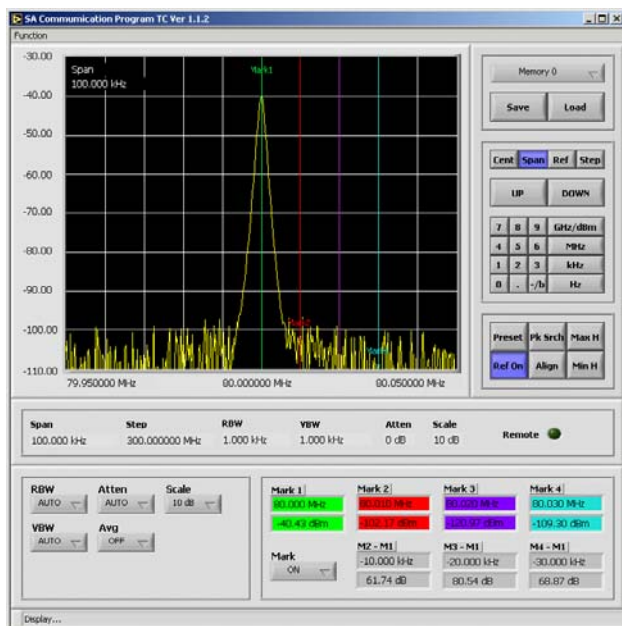 SA Communication Program TC Ver 1.1.2
Function
-30.00
-40.00
-50.00
-60.00
-70.00
-80.00
-90.00
-100.00
-110.00
Span
100.000 kHz
Mark1
79.950000 MHz 80.000000 MHz 80.050000 MHz
Memory 0
Save Load
Cent Span Ref Step
UP DOWN
7 8 9 GHz/dBm
4 5 6 MHz
1 2 3 kHz
0 . -/b Hz
Preset Pk Srch Max H
Ref On Align Min H
Span Step RBW VBW Atten Scale
100.000 kHz 300.000000 MHz 1.000 kHz 1.000 kHz 0 dB 10 dB
Remote
RBW Atten Scale
AUTO AUTO 10 dB
VBW Avg
AUTO OFF
Mark 1 Mark 2 Mark 3 Mark 4
80.000 MHz 80.010 MHz 80.020 MHz 80.030 MHz
-40.43 dBm -102.17 dBm -120.97 dBm -109.30 dBm
Mark M2 - M1 M3 - M1 M4 - M1
ON -10.000 kHz -20.000 kHz -30.000 kHz
61.74 dB 80.54 dB 68.87 dB
Display...